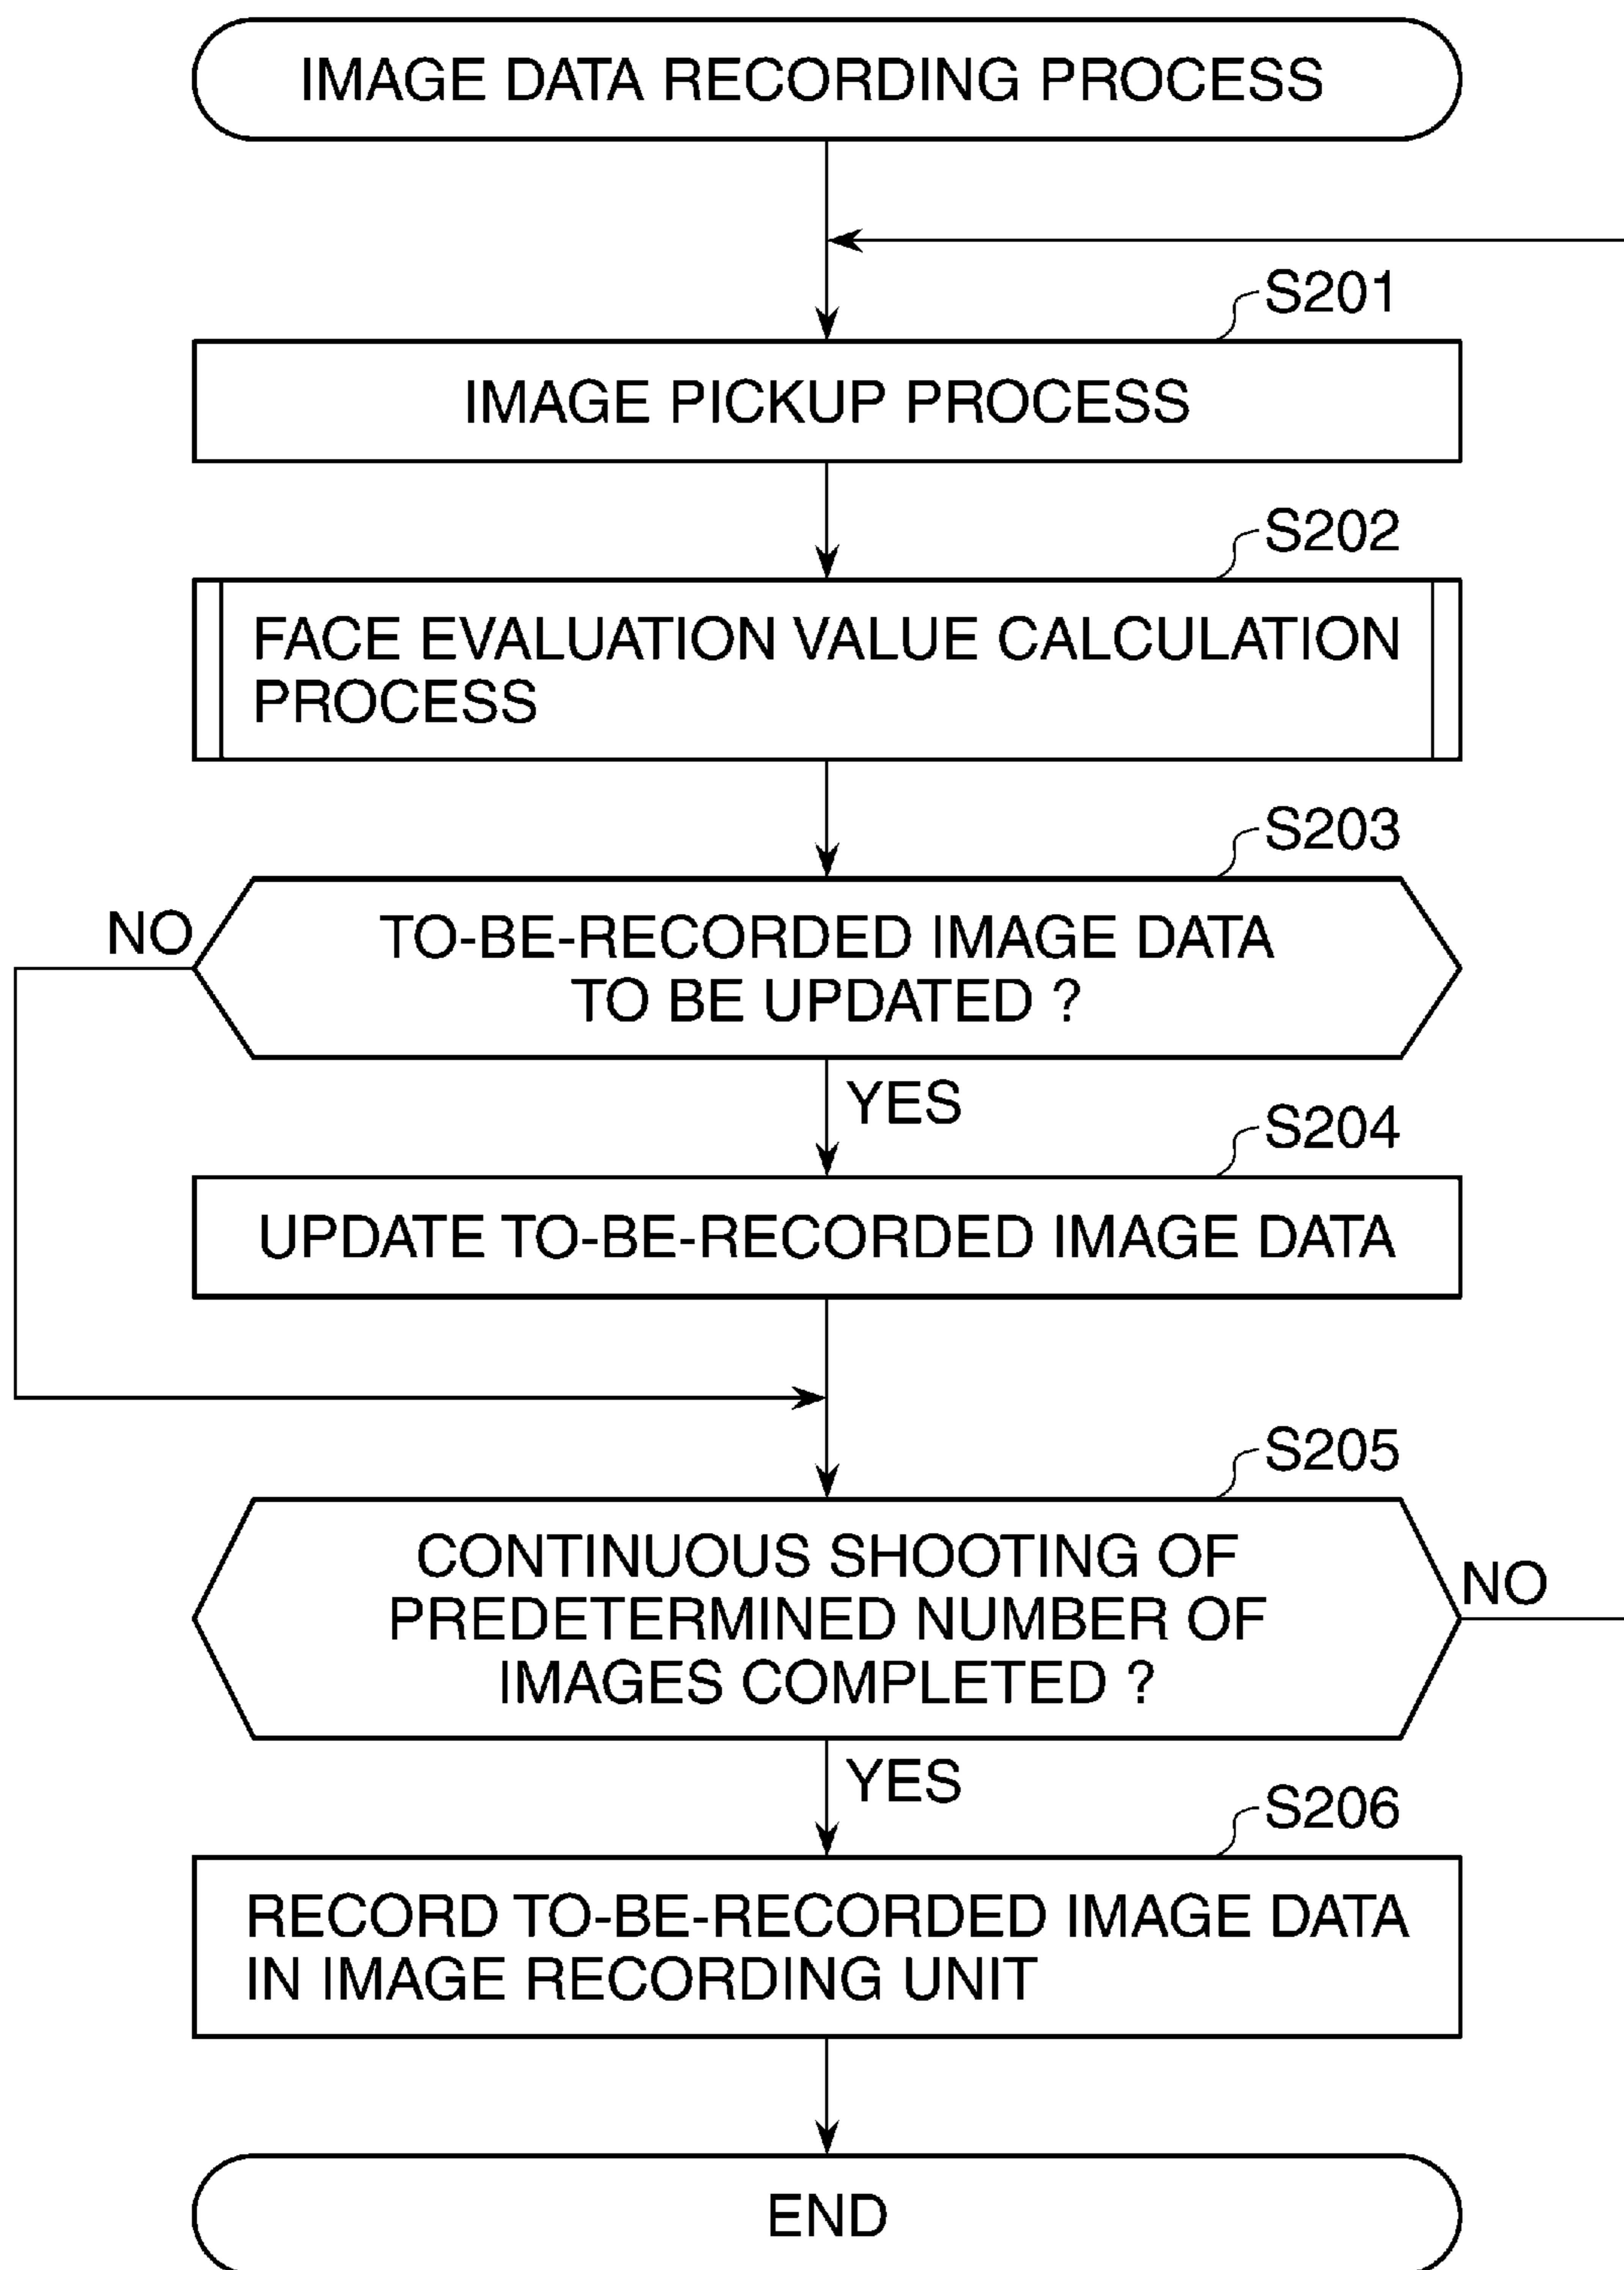 IMAGE DATA RECORDING PROCESS
S201
IMAGE PICKUP PROCESS
S202
FACE EVALUATION VALUE CALCULATION
PROCESS
S203
NO
TO-BE-RECORDED IMAGE DATA
TO BE UPDATED ?
YES
S204
UPDATE TO-BE-RECORDED IMAGE DATA
S205
CONTINUOUS SHOOTING OF
PREDETERMINED NUMBER OF
IMAGES COMPLETED ?
NO
YES
S206
RECORD TO-BE-RECORDED IMAGE DATA
IN IMAGE RECORDING UNIT
END